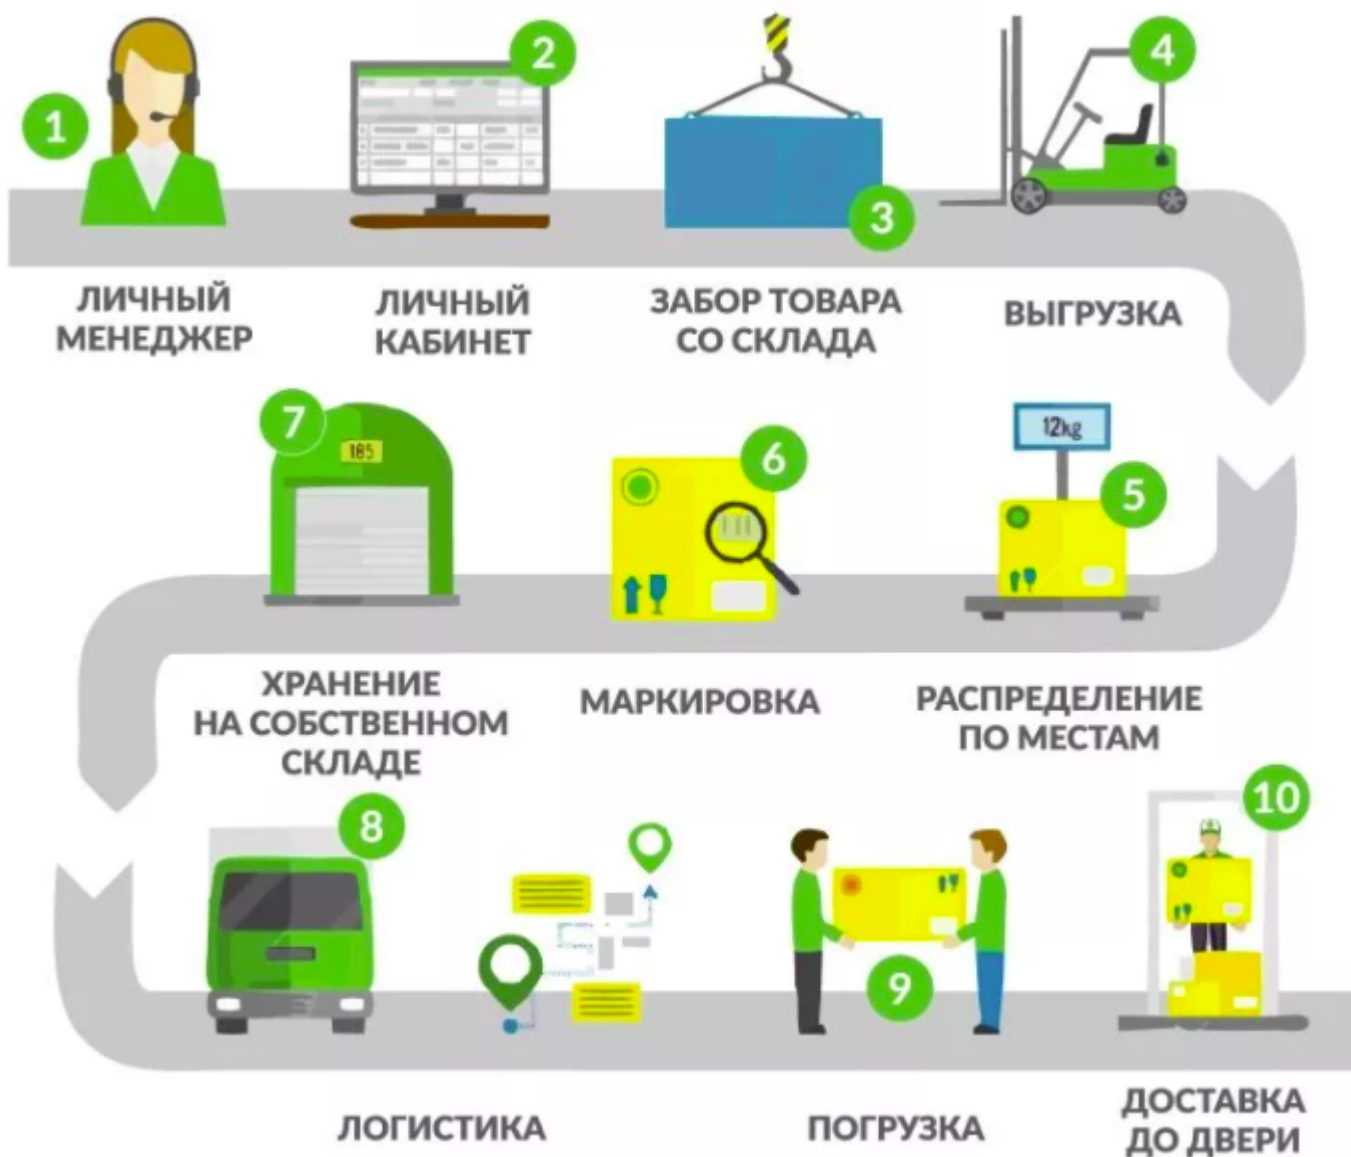 1
ЛИЧНЫЙ
МЕНЕДЖЕР
2
ЛИЧНЫЙ
КАБИНЕТ
3
ЗАБОР ТОВАРА
СО СКЛАДА
4
ВЫГРУЗКА
12kg
5
РАСПРЕДЕЛЕНИЕ
ПО МЕСТАМ
6
МАРКИРОВКА
7
185
ХРАНЕНИЕ
НА СОБСТВЕННОМ
СКЛАДЕ
8
ЛОГИСТИКА
9
ПОГРУЗКА
10
ДОСТАВКА
ДО ДВЕРИ